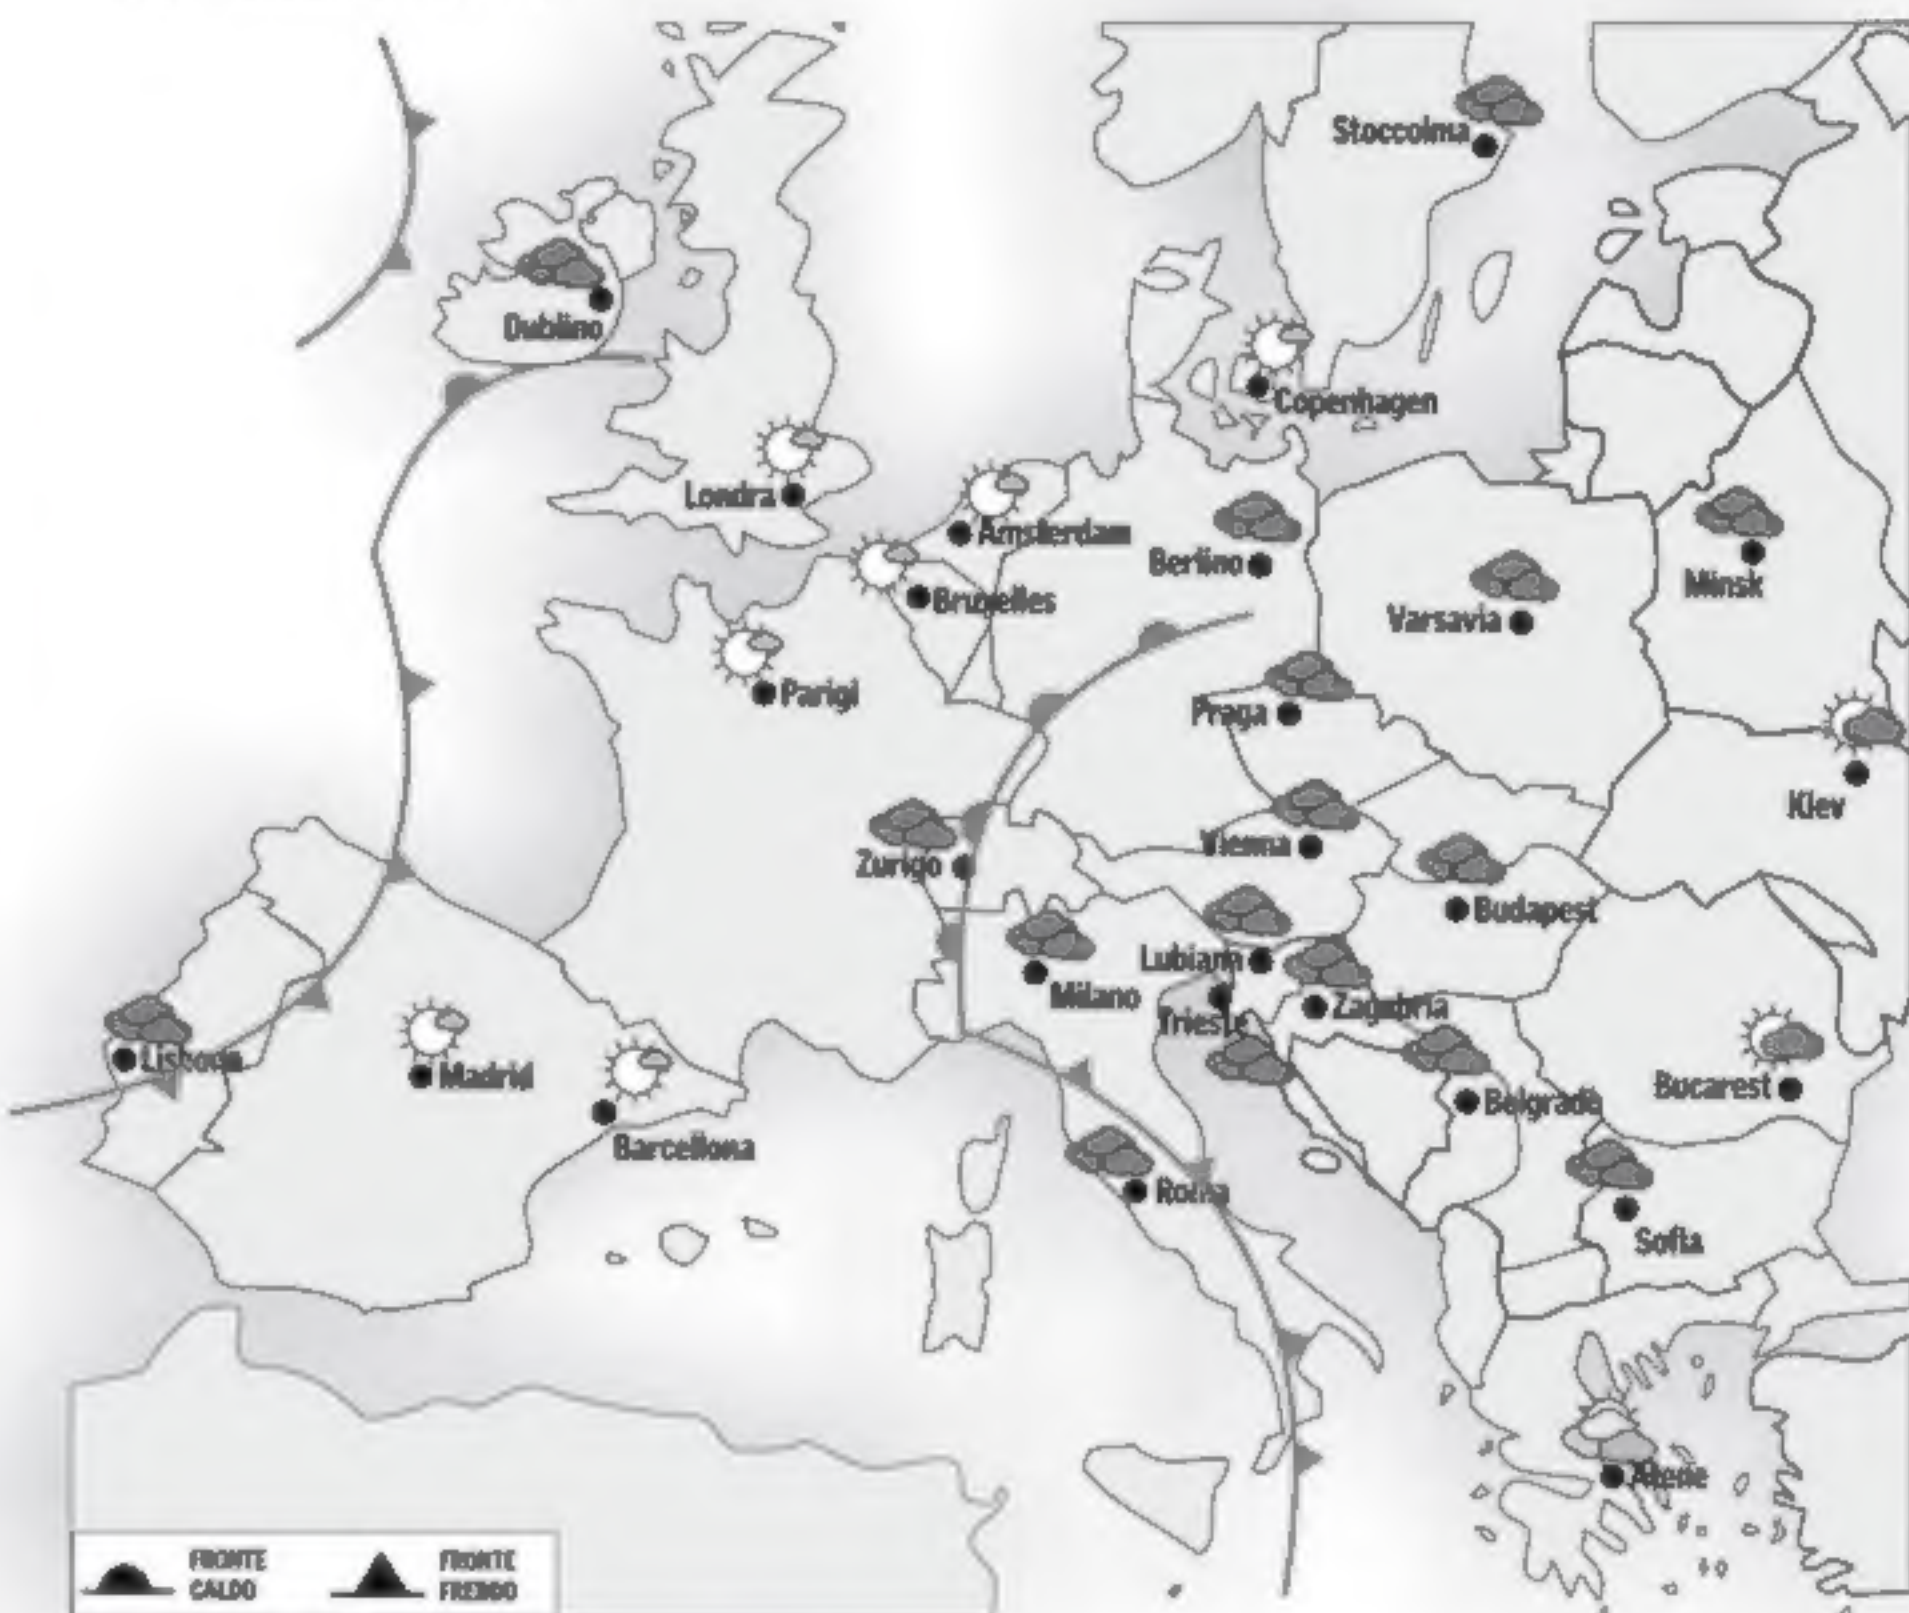 Stoccolma
Dublino
Copenhagen
Londra
Amsterdam
Berlino
Bruxelles
Minsk
Varsavia
Parigi
Praga
Kiev
Vienna
Zurigo
Budapest
Lubiana
Milano
Zagabria
Trieste
Lisbona
Madrid
Bucarest
Belgrado
Barcellona
Roma
Sofia
Atene
FRONTE
CALDO
FRONTE
FREDDO